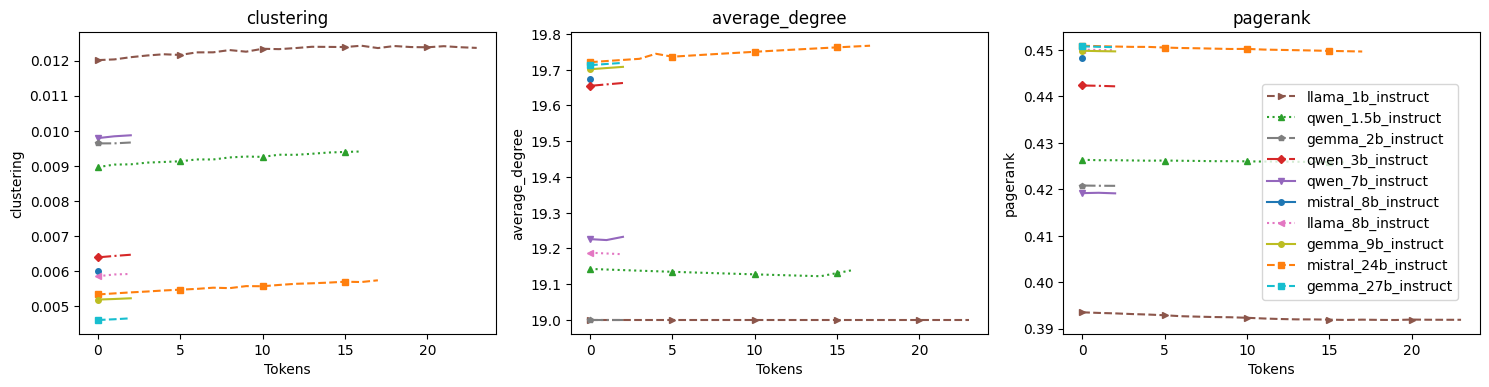 clustering
clustering
0.012
0.011
0.010
0.009
0.008
0.007
0.006
0.005
0
5
10
15
20
Tokens
average_degree
average_degree
19.8
19.7
19.6
19.5
19.4
19.3
19.2
19.1
19.0
0
5
10
15
20
Tokens
pagerank
pagerank
0.45
0.44
0.43
0.42
0.41
0.40
0.39
0
5
10
15
20
Tokens
llama_1b_instruct
qwen_1.5b_instruct
gemma_2b_instruct
qwen_3b_instruct
qwen_7b_instruct
mistral_8b_instruct
llama_8b_instruct
gemma_9b_instruct
mistral_24b_instruct
gemma_27b_instruct